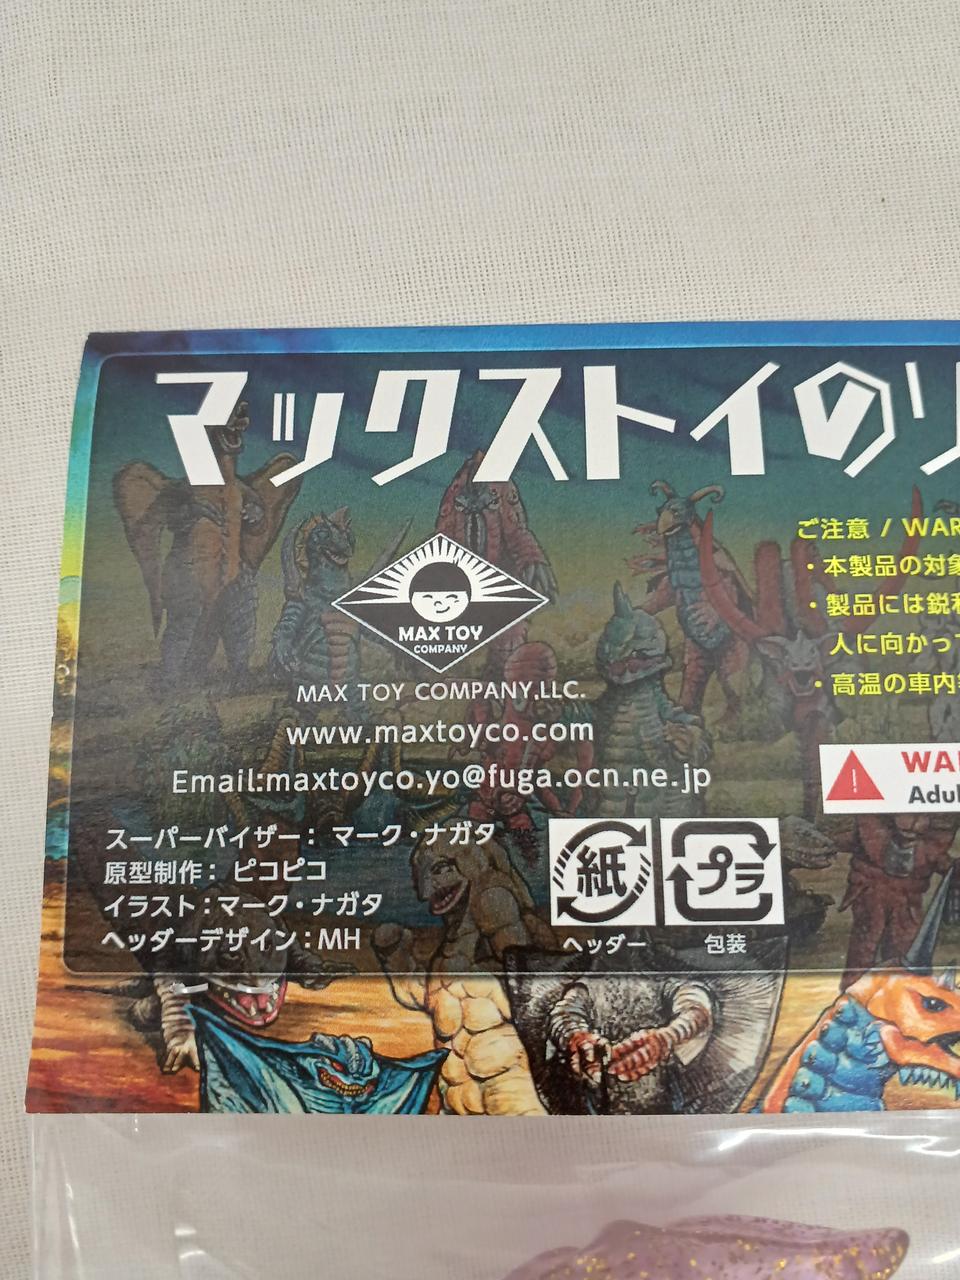 マックストイのソ
MAX TOY
COMPANY
MAX TOY COMPANY,LLC.
www.maxtoyco.com
Email:maxtoyco.yo@fuga.ocn.ne.jp
スーパーバイザー：マーク・ナガタ
原型制作：ピコピコ
イラスト：マーク・ナガタ
ヘッダーデザイン：MH
紙
ヘッダー
プラ
包装
ご注意 / WAR
・本製品の対象
・製品には鋭利
人に向かって
・高温の車内
WA
Adul